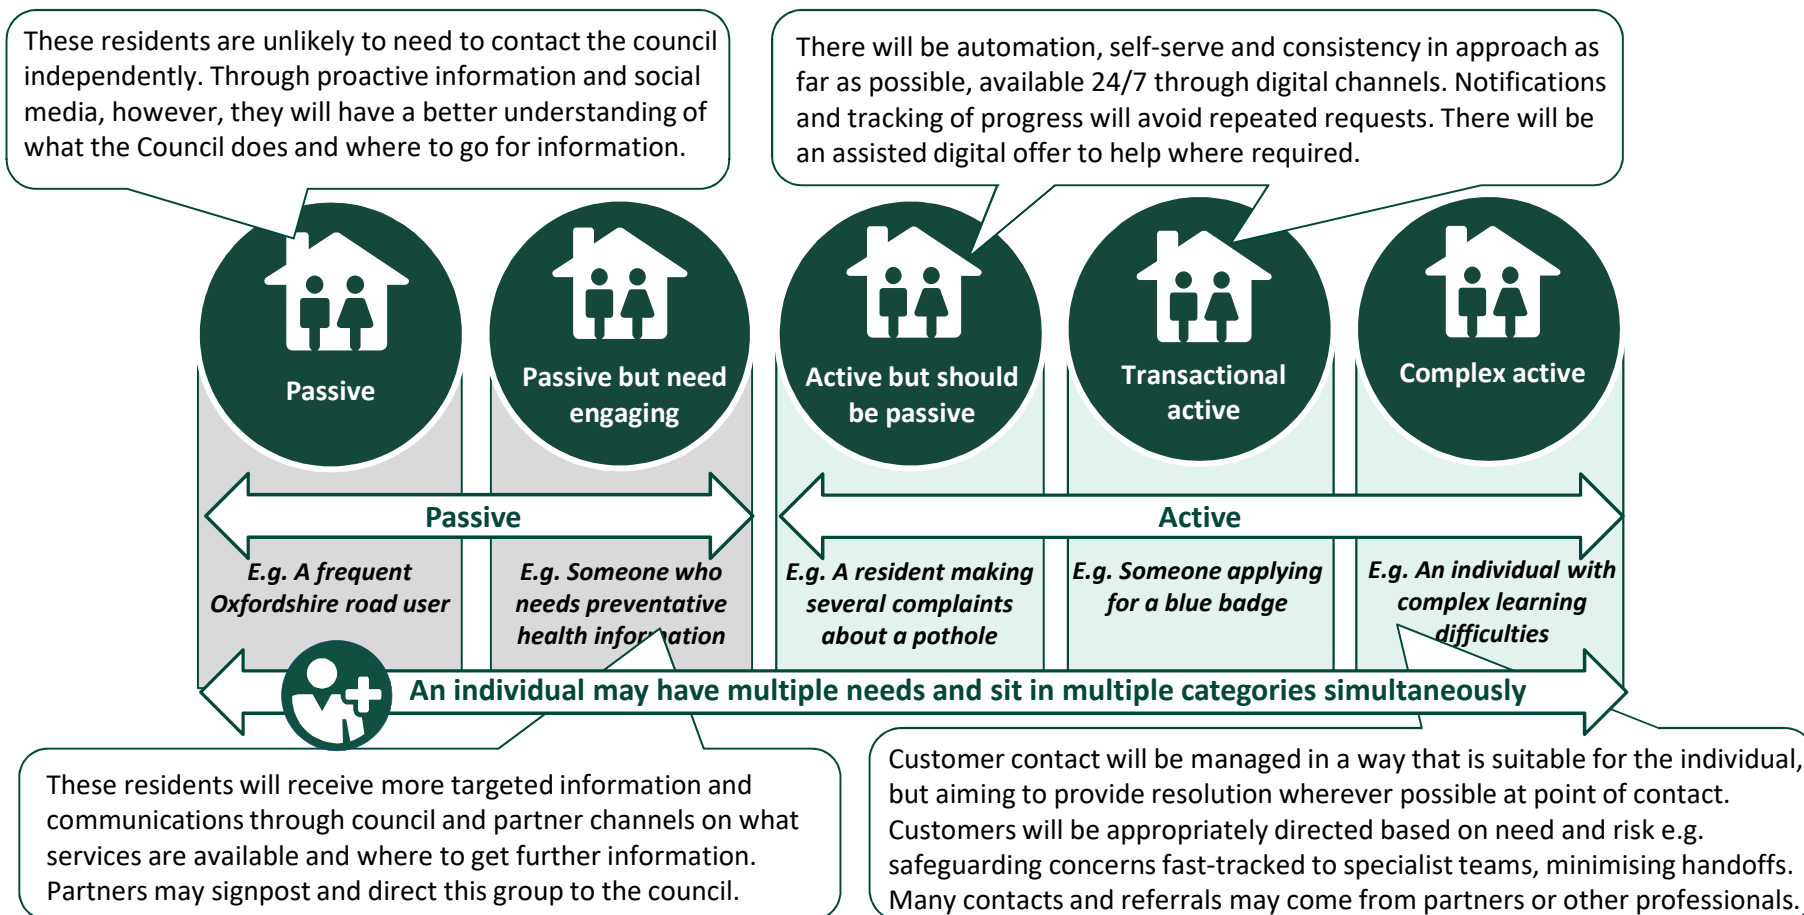 These residents are unlikely to need to contact the council
independently. Through proactive information and social
media, however, they will have a better understanding of
what the Council does and where to go for information.
There will be automation, self-serve and consistency in approach as
far as possible, available 24/7 through digital channels. Notifications
and tracking of progress will avoid repeated requests. There will be
an assisted digital offer to help where required.
Passive
Passive but need
engaging
Active but should
be passive
Transactional
active
Complex active
Passive
Active
E.g. A frequent
Oxfordshire road user
E.g. Someone who
needs preventative
health information
E.g. A resident making
several complaints
about a pothole
E.g. Someone applying
for a blue badge
E.g. An individual with
complex learning
difficulties
An individual may have multiple needs and sit in multiple categories simultaneously
These residents will receive more targeted information and
communications through council and partner channels on what
services are available and where to get further information.
Partners may signpost and direct this group to the council.
Customer contact will be managed in a way that is suitable for the individual,
but aiming to provide resolution wherever possible at point of contact.
Customers will be appropriately directed based on need and risk e.g.
safeguarding concerns fast-tracked to specialist teams, minimising handoffs.
Many contacts and referrals may come from partners or other professionals.